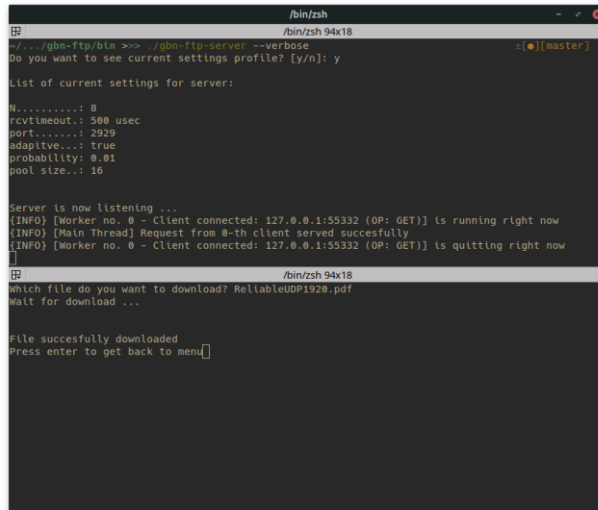 /bin/zsh
/bin/zsh 94x18
~/.../gbn-ftp/bin >>> ./gbn-ftp-server --verbose ±[●][master]
Do you want to see current settings profile? [y/n]: y
List of current settings for server:
N..........: 8
rcvtimeout.: 500 usec
port.......: 2929
adapitve...: true
probability: 0.01
pool size..: 16
Server is now listening ...
{INFO} [Worker no. 0 - Client connected: 127.0.0.1:55332 (OP: GET)] is running right now
{INFO} [Main Thread] Request from 0-th client served succesfully
{INFO} [Worker no. 0 - Client connected: 127.0.0.1:55332 (OP: GET)] is quitting right now
/bin/zsh 94x18
Which file do you want to download? ReliableUDP1920.pdf
Wait for download ...
File succesfully downloaded
Press enter to get back to menu